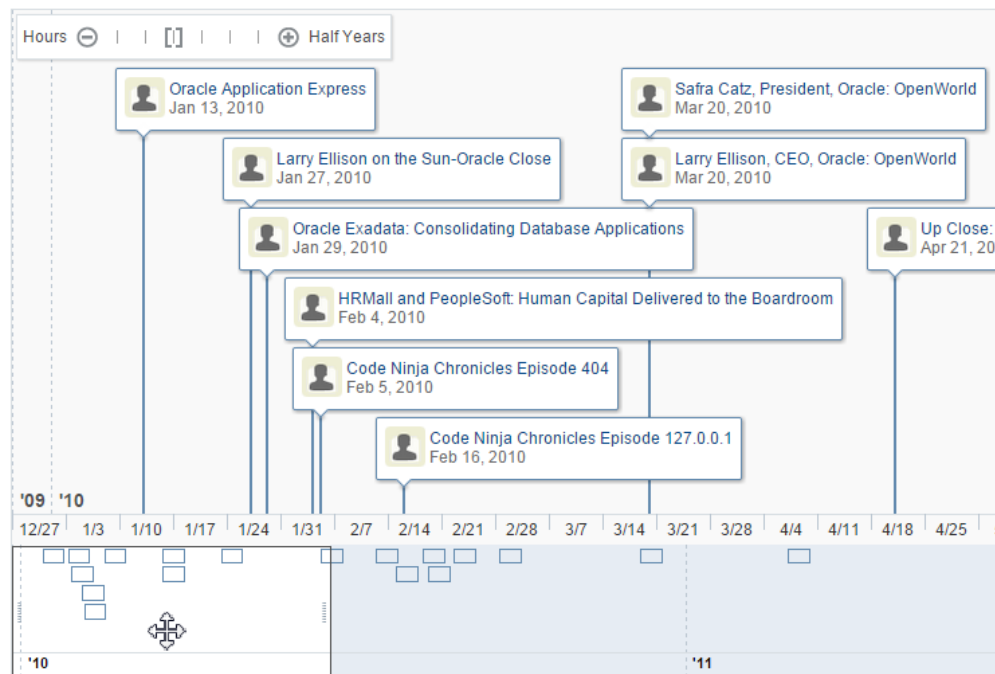 Hours
Half Years
Oracle Application Express
Jan 13, 2010
Safra Catz, President, Oracle: OpenWorld
Mar 20, 2010
Larry Ellison on the Sun-Oracle Close
Jan 27, 2010
Larry Ellison, CEO, Oracle: OpenWorld
Mar 20, 2010
Oracle Exadata: Consolidating Database Applications
Jan 29, 2010
Up Close:
Apr 21, 20
HRMall and PeopleSoft: Human Capital Delivered to the Boardroom
Feb 4, 2010
Code Ninja Chronicles Episode 404
Feb 5, 2010
Code Ninja Chronicles Episode 127.0.0.1
Feb 16, 2010
'09 '10
12/27 1/3 1/10 1/17 1/24 1/31 2/7 2/14 2/21 2/28 3/7 3/14 3/21 3/28 4/4 4/11 4/18 4/25
'10 '11